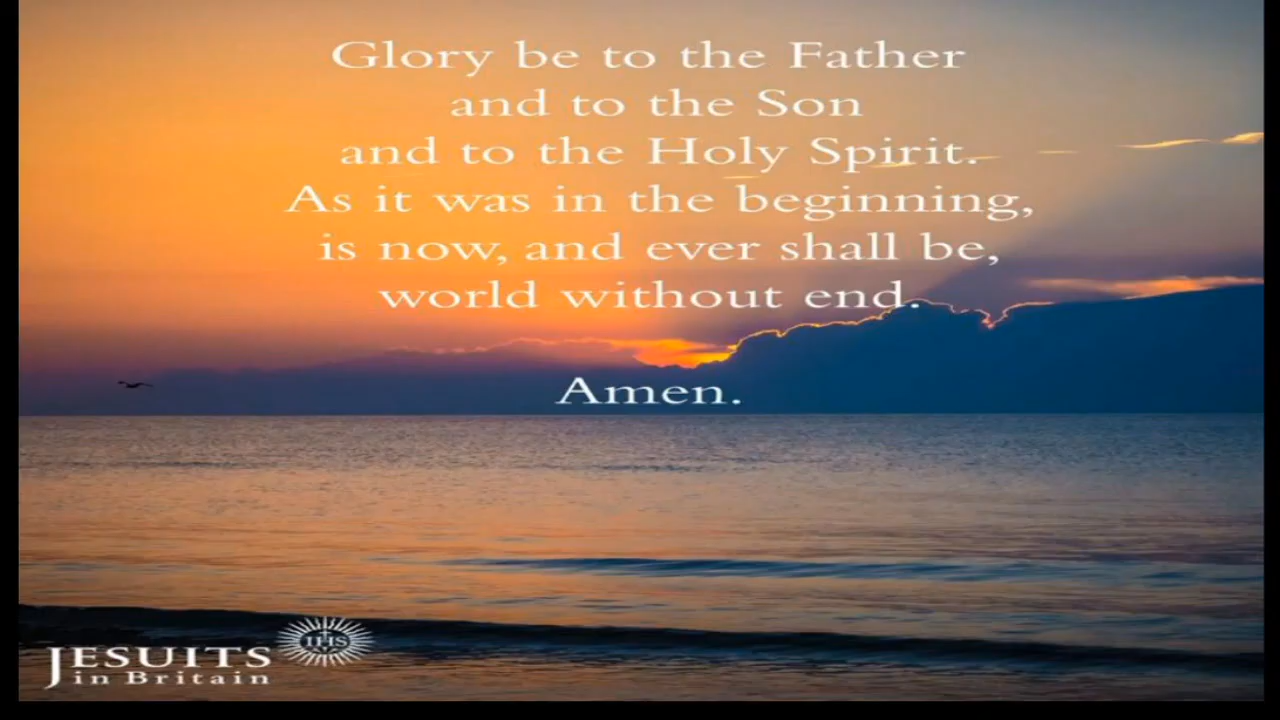 Glory be to the Father
and to the Son
and to the Holy Spirit.
As it was in the beginning,
is now, and ever shall be,
world without end.
Amen.
IHS
JESUITS
in Britain